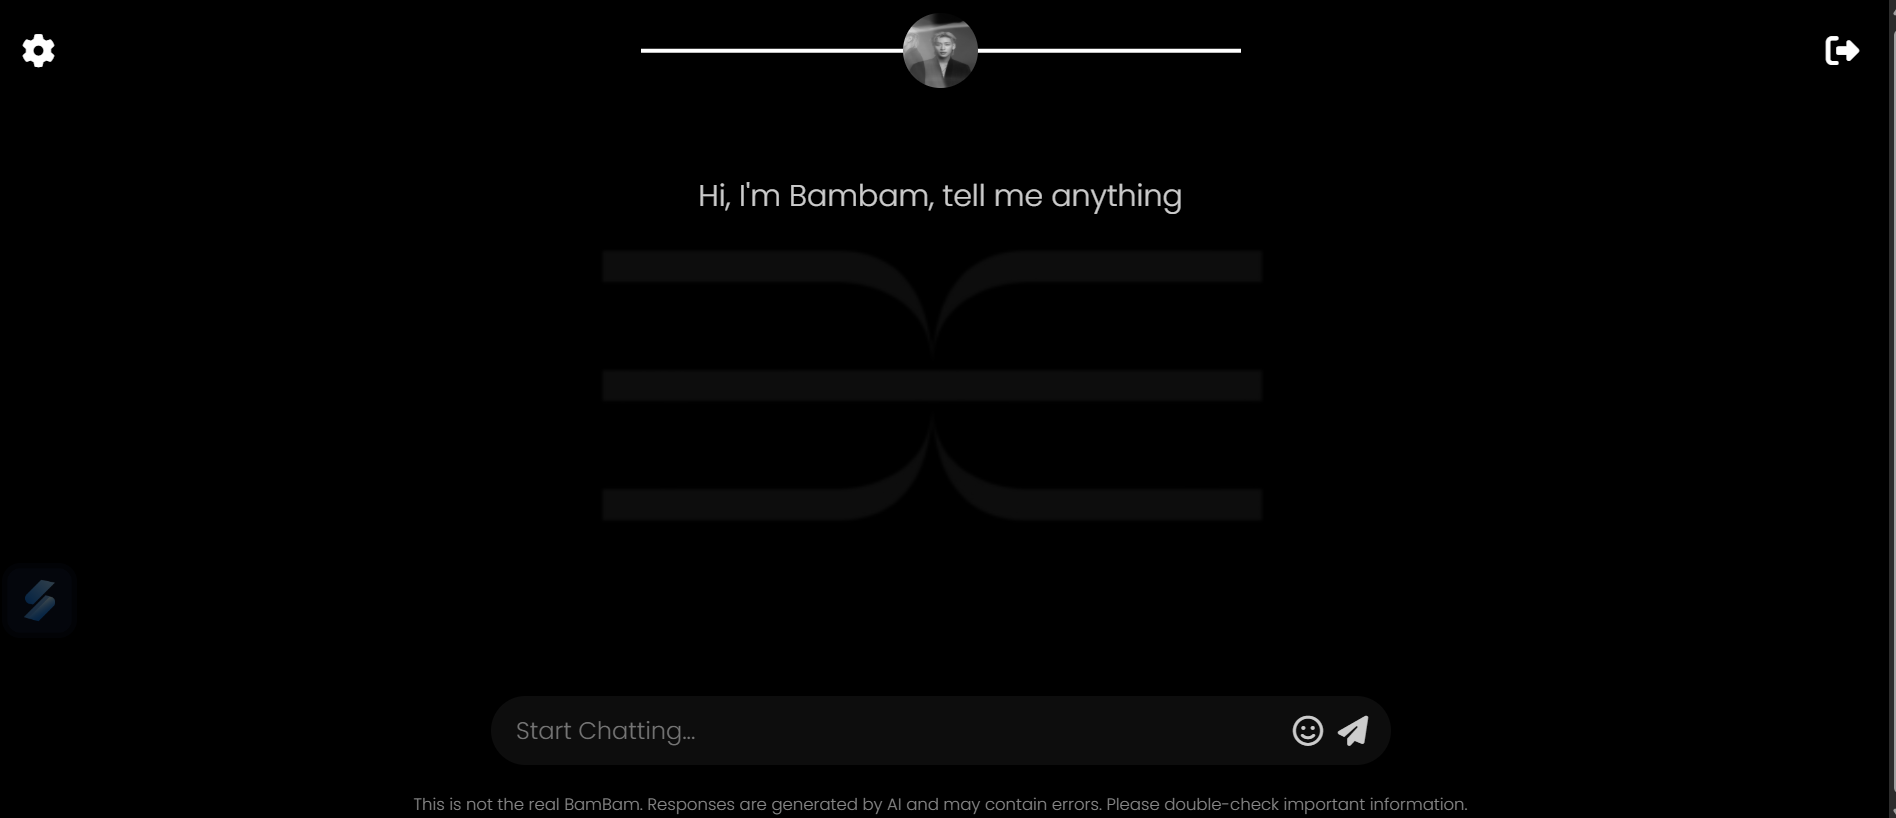 Hi, I'm Bambam, tell me anything
Start Chatting...
This is not the real BamBam. Responses are generated by AI and may contain errors. Please double-check important information.